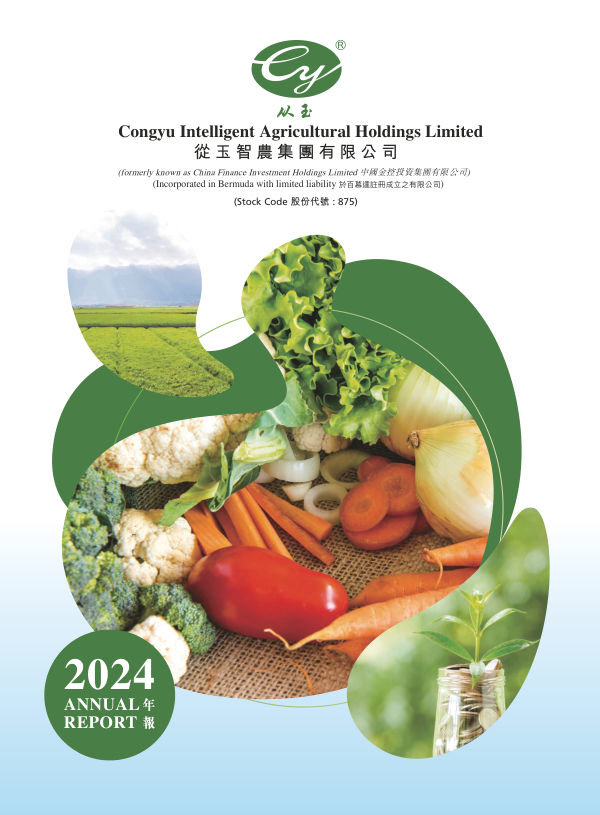 Cy®
从玉
Congyu Intelligent Agricultural Holdings Limited
從玉智農集團有限公司
(formerly known as China Finance Investment Holdings Limited 中國金控投資集團有限公司)
(Incorporated in Bermuda with limited liability 於百慕達註冊成立之有限公司)
(Stock Code 股份代號 : 875)
2024
ANNUAL 年
REPORT 報